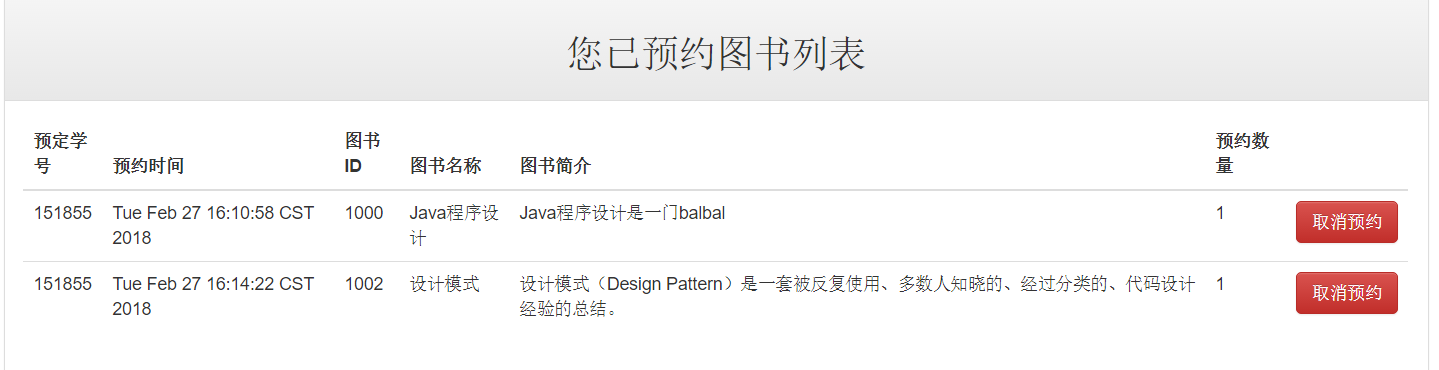 您已预约图书列表
预定学
号
预约时间
图书
ID
图书名称
图书简介
预约数
量
151855
Tue Feb 27 16:10:58 CST
2018
1000
Java程序设
计
Java程序设计是一门balbal
1
取消预约
151855
Tue Feb 27 16:14:22 CST
2018
1002
设计模式
设计模式（Design Pattern）是一套被反复使用、多数人知晓的、经过分类的、代码设计
经验的总结。
1
取消预约